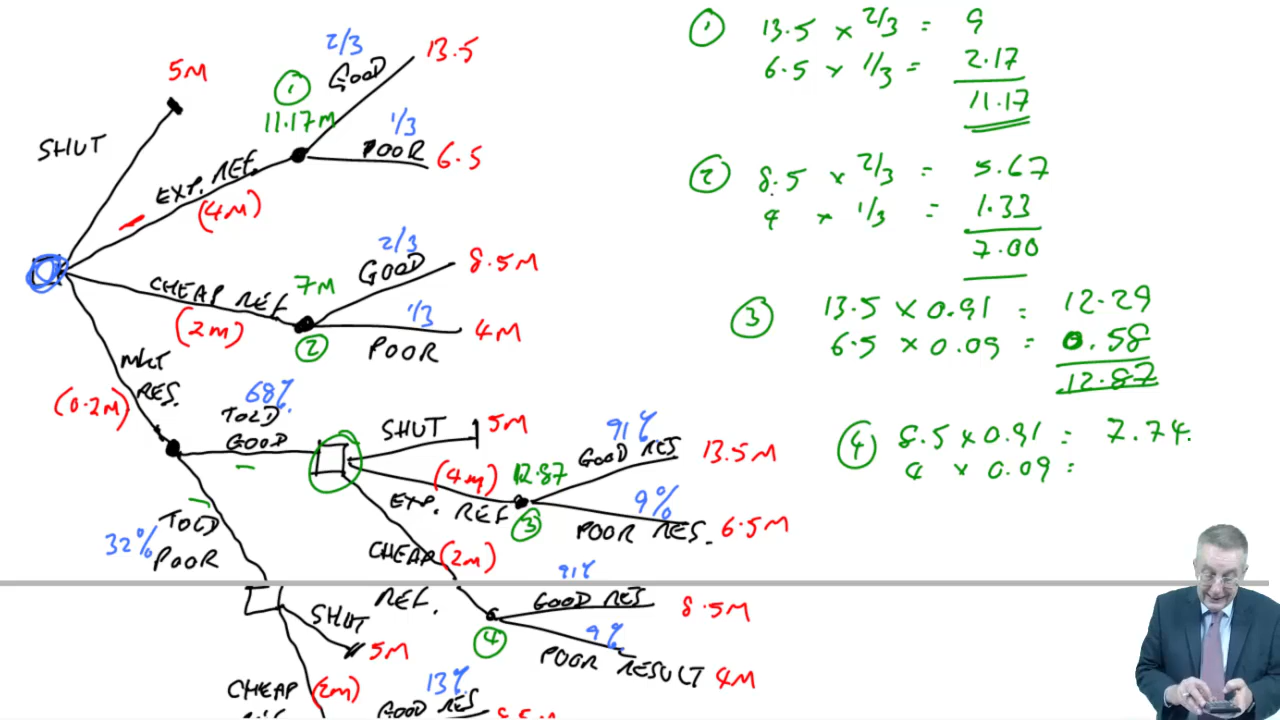 5M
SHUT
2/3
GOOD
13.5
①
11.17M
1/3
POOR
6.5
EXP. REF.
(4M)
2/3
GOOD
8.5M
7M
CHEAP REF
(2M)
1/3
POOR
4M
②
MKT
RES.
(0.2M)
68%
TOLD
GOOD
SHUT
5M
(4M)
EXP. REF
12.87
③
91%
GOOD RES
13.5M
9%
POOR RES.
6.5M
32%
TOLD
POOR
CHEAP
REF.
(2M)
91%
GOOD RES
8.5M
④
9%
POOR RESULT
4M
SHUT
5M
CHEAP
(2M)
13%
GOOD RES
① 13.5 x 2/3 = 9
6.5 x 1/3 = 2.17
11.17
② 8.5 x 2/3 = 5.67
4 x 1/3 = 1.33
7.00
③ 13.5 x 0.91 = 12.29
6.5 x 0.09 = 0.58
12.87
④ 8.5 x 0.91 = 7.74.
4 x 0.09 =